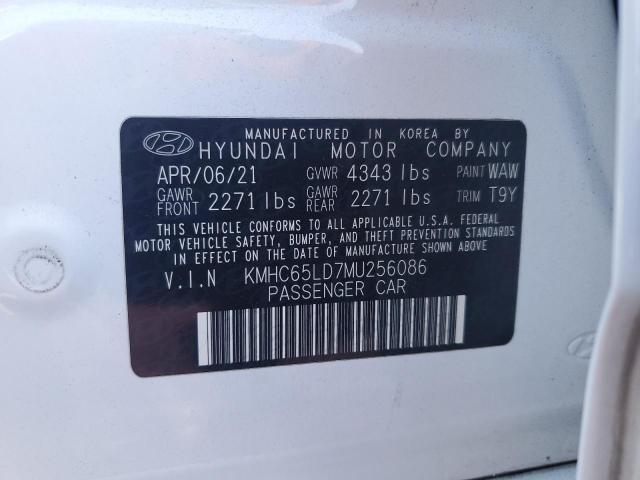 MANUFACTURED IN KOREA BY
HYUNDAI MOTOR COMPANY
APR/06/21 GVWR 4343 lbs PAINT WAW
GAWR FRONT 2271 lbs GAWR REAR 2271 lbs TRIM T9Y
THIS VEHICLE CONFORMS TO ALL APPLICABLE U.S.A. FEDERAL
MOTOR VEHICLE SAFETY, BUMPER, AND THEFT PREVENTION STANDARDS
IN EFFECT ON THE DATE OF MANUFACTURE SHOWN ABOVE.
V.I.N KMHC65LD7MU256086
PASSENGER CAR